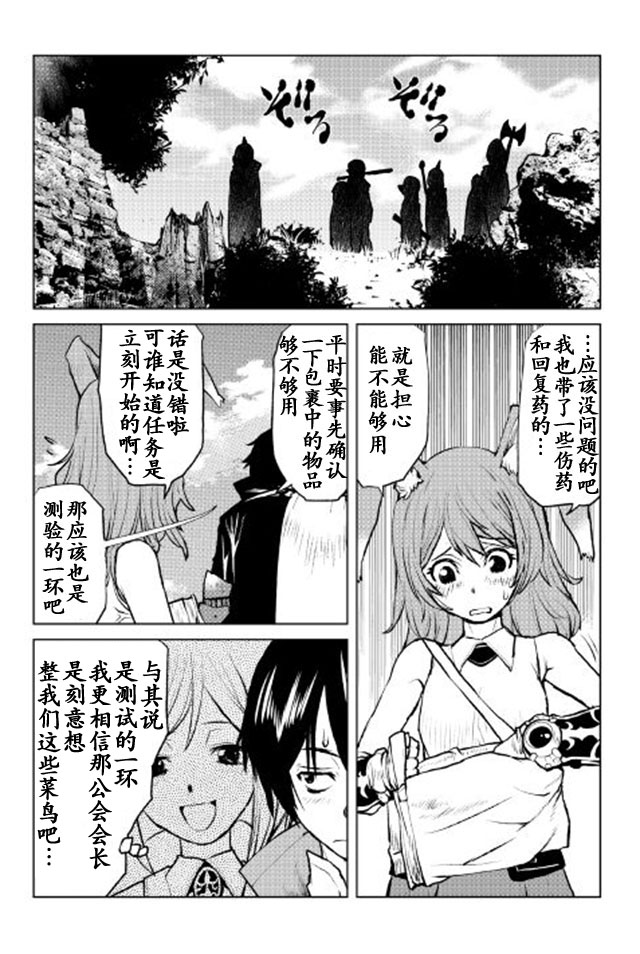 ぞろ
ぞろ
…应该没问题的吧
我也带了一些伤药
和回复药的…
就是担心
能不能够用
平时要事先确认
一下包裹中的物品
够不够用
话是没错啦
可谁知道任务是
立刻开始的啊…
那应该也是
测验的一环吧
与其说
是测试的一环
我更相信那公会会长
是刻意想
整我们这些菜鸟吧…